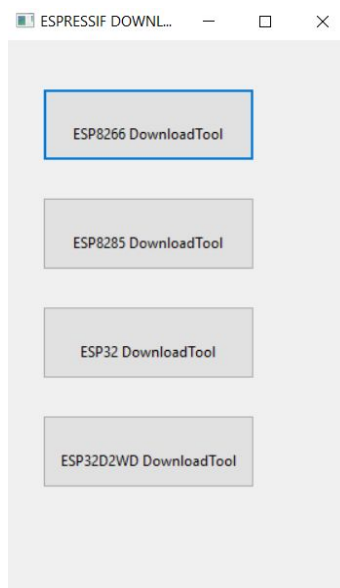 ESPRESSIF DOWNL...
ESP8266 DownloadTool
ESP8285 DownloadTool
ESP32 DownloadTool
ESP32D2WD DownloadTool